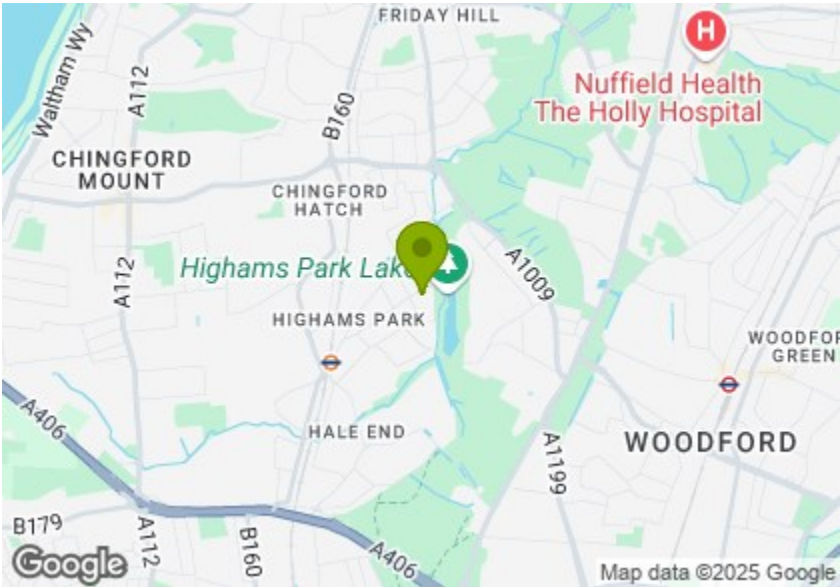 FRIDAY HILL
Waltham Wy
A112
B160
Nuffield Health
The Holly Hospital
CHINGFORD
MOUNT
CHINGFORD
HATCH
Highams Park Lake
A1009
A112
HIGHAMS PARK
WOODFOR
GREEN
A406
HALE END
WOODFORD
A1199
B179
A112
B160
A406
Google
Map data ©2025 Google